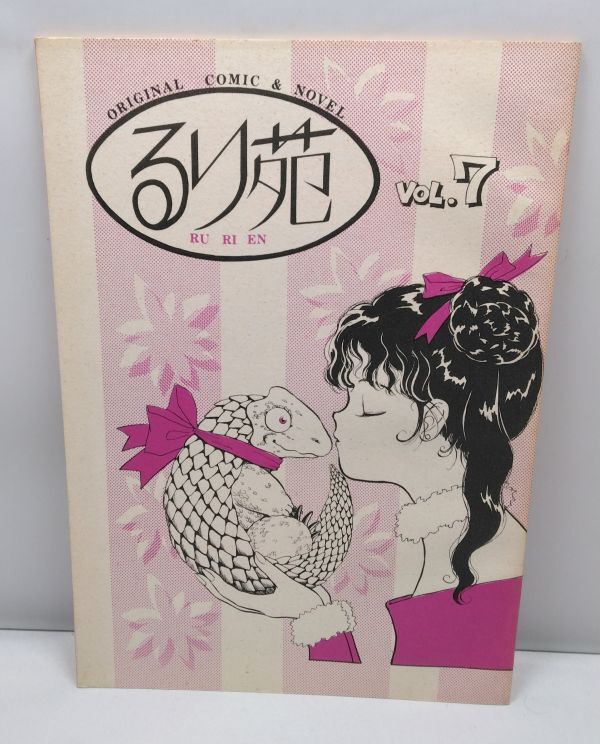 ORIGINAL COMIC & NOVEL
るり苑
RU RI EN
VOL.7